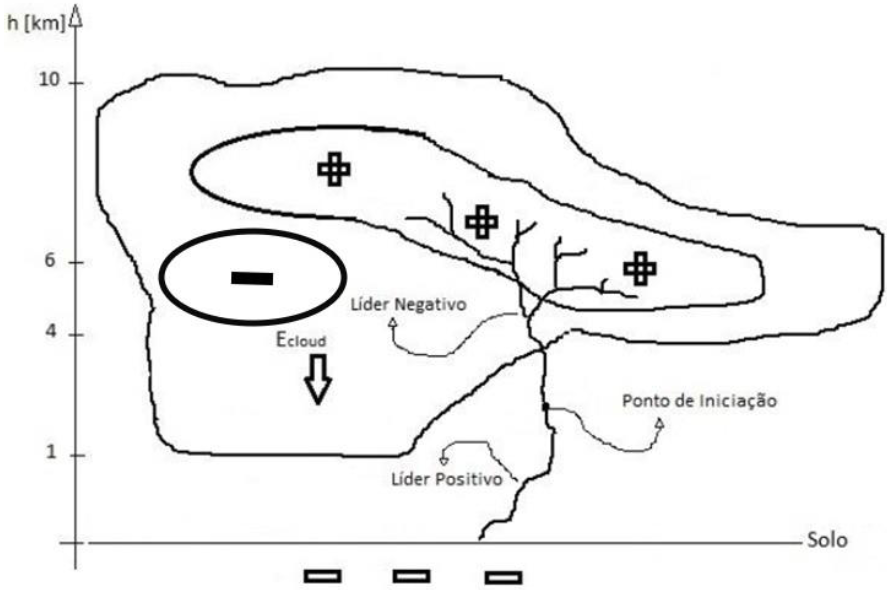 h [km]
10
6
Líder Negativo
4
Ecloud
Ponto de Iniciação
1
Líder Positivo
Solo